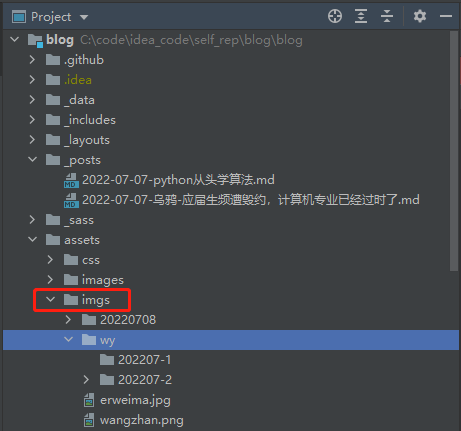 Project
blog C:\code\idea_code\self_rep\blog\blog
.github
.idea
_data
_includes
_layouts
_posts
MD 2022-07-07-python从头学算法.md
MD 2022-07-07-乌鸦-应届生频遭毁约，计算机专业已经过时了.md
_sass
assets
css
images
imgs
20220708
wy
202207-1
202207-2
erweima.jpg
wangzhan.png